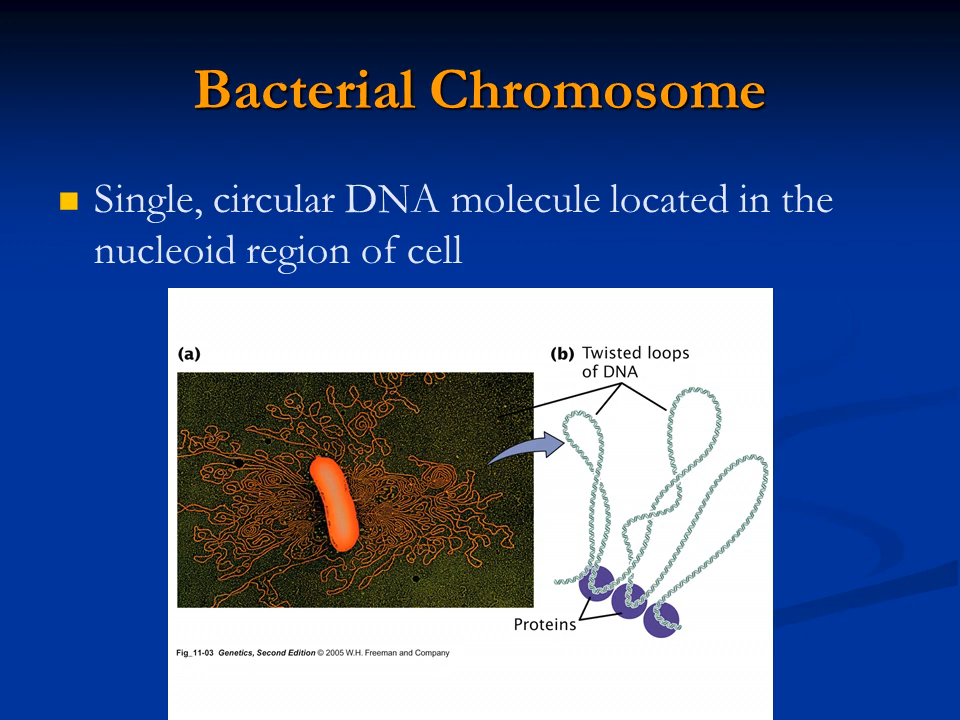 Bacterial Chromosome
Single, circular DNA molecule located in the
nucleoid region of cell
(a)
(b) Twisted loops
of DNA
Proteins
Fig_11-03 Genetics, Second Edition © 2005 W.H. Freeman and Company